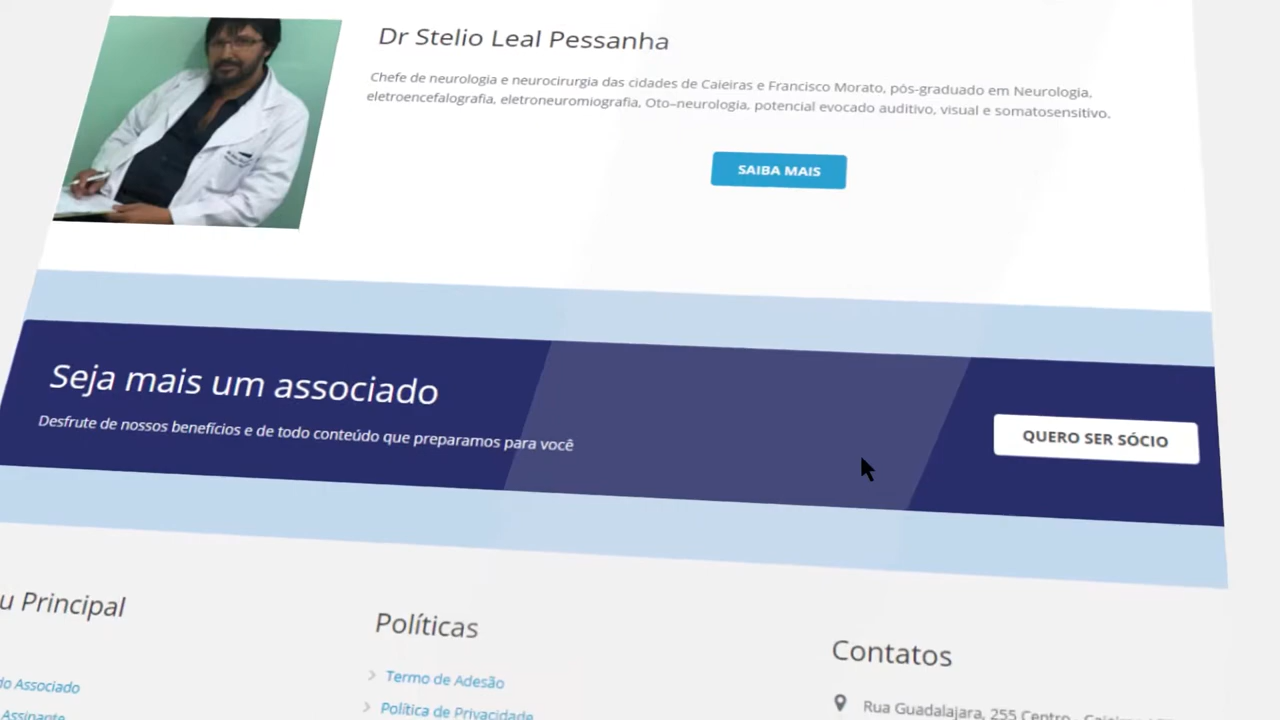 Dr Stelio Leal Pessanha
Chefe de neurologia e neurocirurgia das cidades de Caieiras e Francisco Morato, pós-graduado em Neurologia,
eletroencefalografia, eletroneuromiografia, Oto–neurologia, potencial evocado auditivo, visual e somatosensitivo.
SAIBA MAIS
Seja mais um associado
Desfrute de nossos benefícios e de todo conteúdo que preparamos para você
QUERO SER SÓCIO
u Principal
do Associado
Assinante
Políticas
Termo de Adesão
Política de Privacidade
Contatos
Rua Guadalajara, 255 Centro -